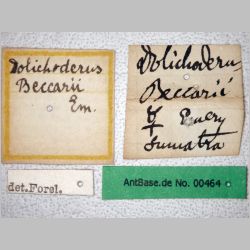 Dolichoderus
Beccarii
Em.
Dolichoderu
Beccarii
☿ Emery
Sumatra
det. Forel.
AntBase.de No. 00464